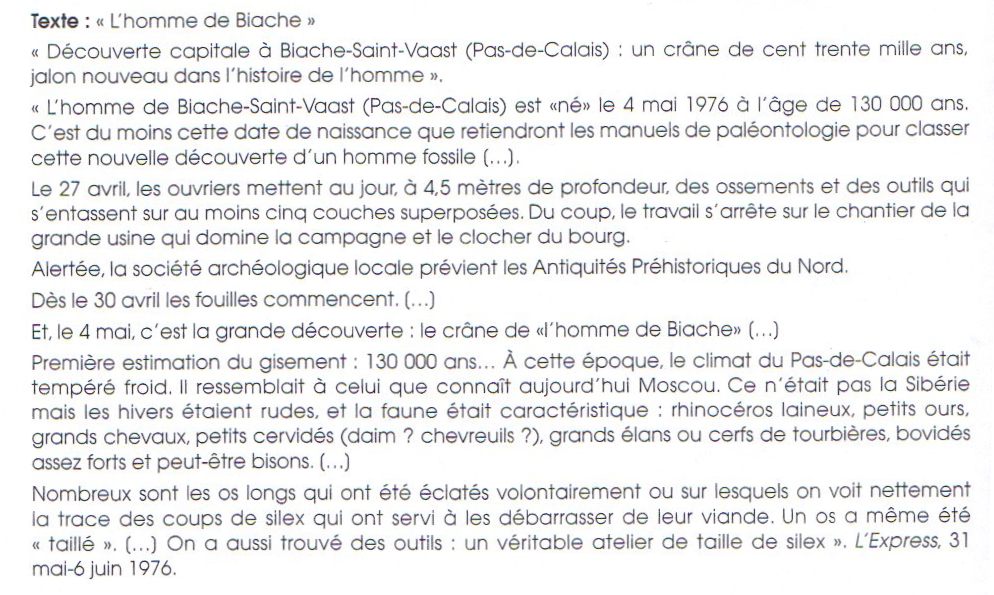 Texte : « L'homme de Biache »
« Découverte capitale à Biache-Saint-Vaast (Pas-de-Calais) : un crâne de cent trente mille ans,
jalon nouveau dans l'histoire de l'homme ».
« L'homme de Biache-Saint-Vaast (Pas-de-Calais) est «né» le 4 mai 1976 à l'âge de 130 000 ans.
C'est du moins cette date de naissance que retiendront les manuels de paléontologie pour classer
cette nouvelle découverte d'un homme fossile (...).
Le 27 avril, les ouvriers mettent au jour, à 4,5 mètres de profondeur, des ossements et des outils qui
s'entassent sur au moins cinq couches superposées. Du coup, le travail s'arrête sur le chantier de la
grande usine qui domine la campagne et le clocher du bourg.
Alertée, la société archéologique locale prévient les Antiquités Préhistoriques du Nord.
Dès le 30 avril les fouilles commencent. (...)
Et, le 4 mai, c'est la grande découverte : le crâne de «l'homme de Biache» (...)
Première estimation du gisement : 130 000 ans... À cette époque, le climat du Pas-de-Calais était
tempéré froid. Il ressemblait à celui que connaît aujourd'hui Moscou. Ce n'était pas la Sibérie
mais les hivers étaient rudes, et la faune était caractéristique : rhinocéros laineux, petits ours,
grands chevaux, petits cervidés (daim ? chevreuils ?), grands élans ou cerfs de tourbières, bovidés
assez forts et peut-être bisons. (...)
Nombreux sont les os longs qui ont été éclatés volontairement ou sur lesquels on voit nettement
la trace des coups de silex qui ont servi à les débarrasser de leur viande. Un os a même été
« taillé ». (...) On a aussi trouvé des outils : un véritable atelier de taille de silex ». L'Express, 31
mai-6 juin 1976.